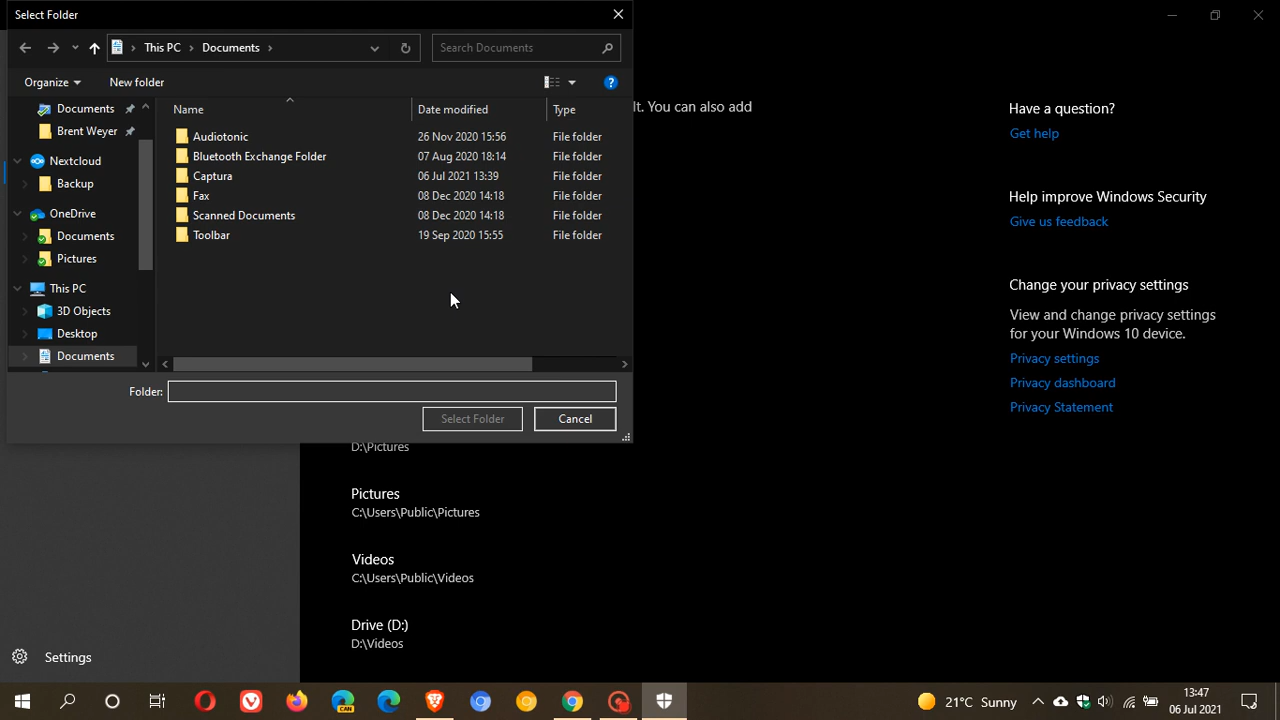 Select Folder
This PC > Documents >
Search Documents
Organize
New folder
Name
Date modified
Type
Documents
Brent Weyer
Nextcloud
Backup
OneDrive
Documents
Pictures
This PC
3D Objects
Desktop
Documents
Audiotonic 26 Nov 2020 15:56 File folder
Bluetooth Exchange Folder 07 Aug 2020 18:14 File folder
Captura 06 Jul 2021 13:39 File folder
Fax 08 Dec 2020 14:18 File folder
Scanned Documents 08 Dec 2020 14:18 File folder
Toolbar 19 Sep 2020 15:55 File folder
Folder:
Select Folder
Cancel
lt. You can also add
D:\Pictures
Pictures
C:\Users\Public\Pictures
Videos
C:\Users\Public\Videos
Drive (D:)
D:\Videos
Have a question?
Get help
Help improve Windows Security
Give us feedback
Change your privacy settings
View and change privacy settings
for your Windows 10 device.
Privacy settings
Privacy dashboard
Privacy Statement
Settings
CAN
21°C Sunny
13:47
06 Jul 2021